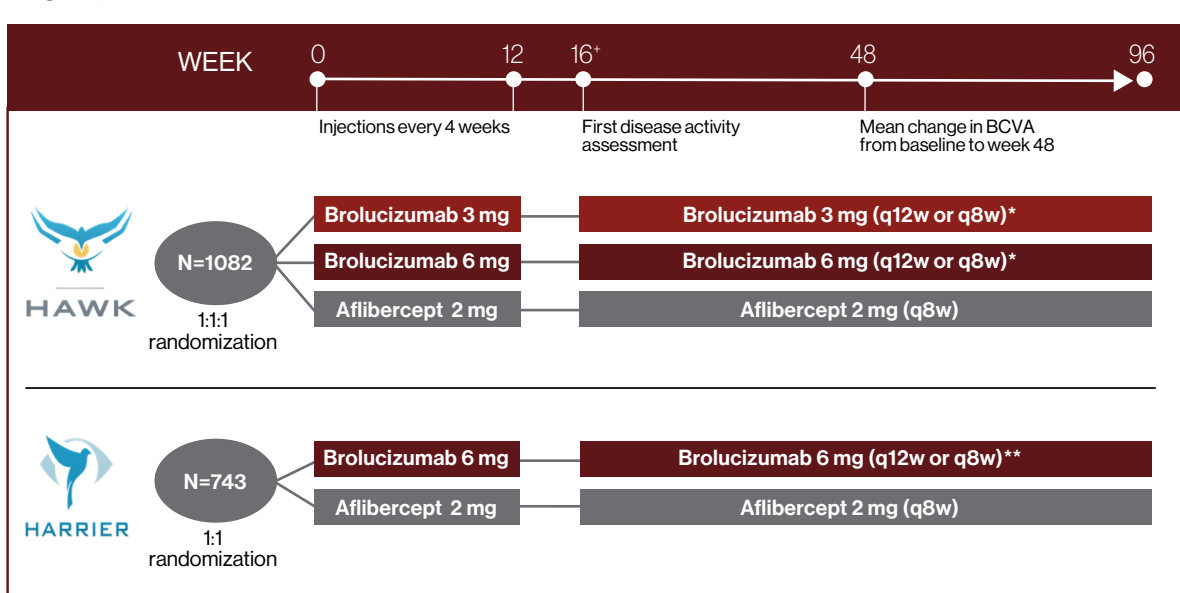 WEEK
0
12
16+
48
96
Injections every 4 weeks
First disease activity
assessment
Mean change in BCVA
from baseline to week 48
HAWK
N=1082
1:1:1
randomization
Brolucizumab 3 mg
Brolucizumab 3 mg (q12w or q8w)*
Brolucizumab 6 mg
Brolucizumab 6 mg (q12w or q8w)*
Aflibercept 2 mg
Aflibercept 2 mg (q8w)
HARRIER
N=743
1:1
randomization
Brolucizumab 6 mg
Brolucizumab 6 mg (q12w or q8w)**
Aflibercept 2 mg
Aflibercept 2 mg (q8w)